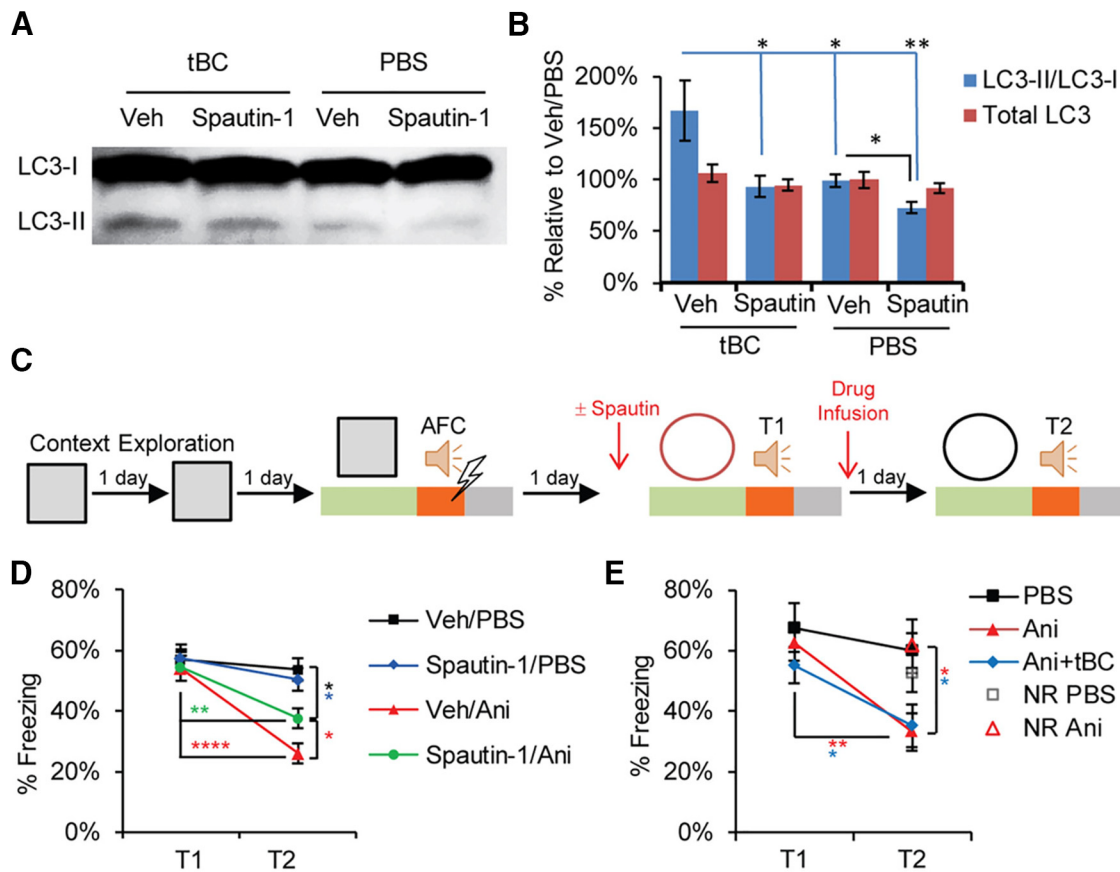 A
tBC PBS
Veh Spautin-1 Veh Spautin-1
LC3-I
LC3-II
B
* * **
% Relative to Veh/PBS
200%
150%
100%
50%
0%
*
LC3-II/LC3-I
Total LC3
Veh Spautin Veh Spautin
tBC PBS
C
Context Exploration
1 day
1 day
AFC
1 day
± Spautin
T1
Drug
Infusion
1 day
T2
D
% Freezing
80%
60%
40%
20%
0%
**
****
*
*
*
T1 T2
Veh/PBS
Spautin-1/PBS
Veh/Ani
Spautin-1/Ani
E
% Freezing
80%
60%
40%
20%
0%
**
*
*
*
T1 T2
PBS
Ani
Ani+tBC
NR PBS
NR Ani